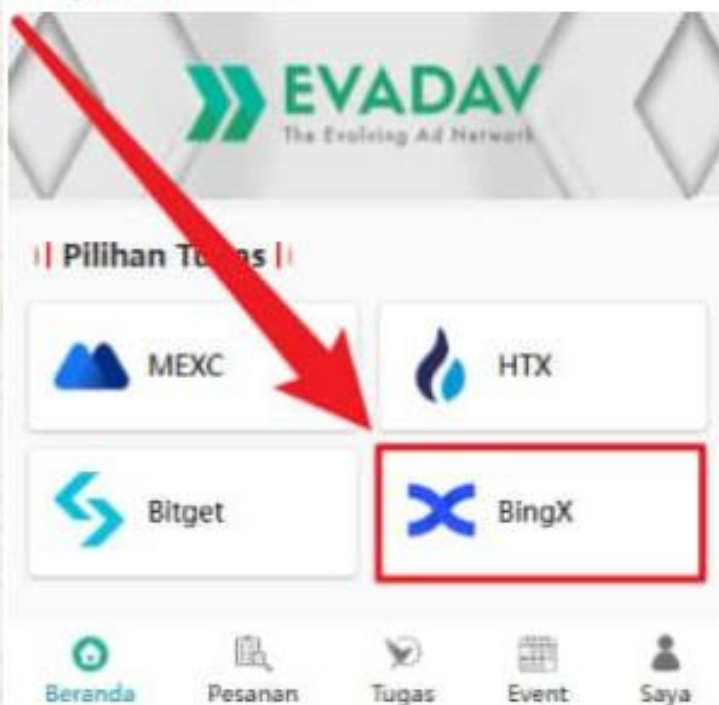 EVADAV
The Evolving Ad Network
Pilihan Tugas
MEXC
HTX
Bitget
BingX
Beranda
Pesanan
Tugas
Event
Saya